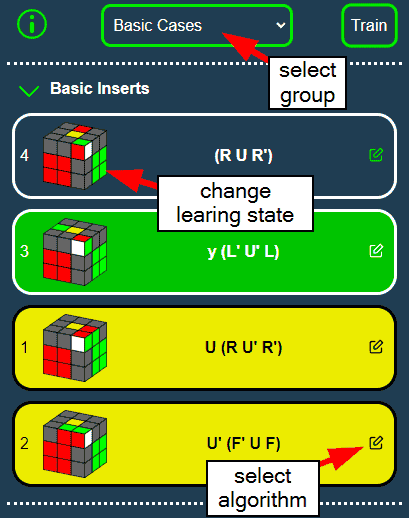 Basic Cases
Train
select
group
Basic Inserts
4
(R U R')
change
learing state
3
y (L' U' L)
1
U (R U' R')
2
U' (F' U F)
select
algorithm